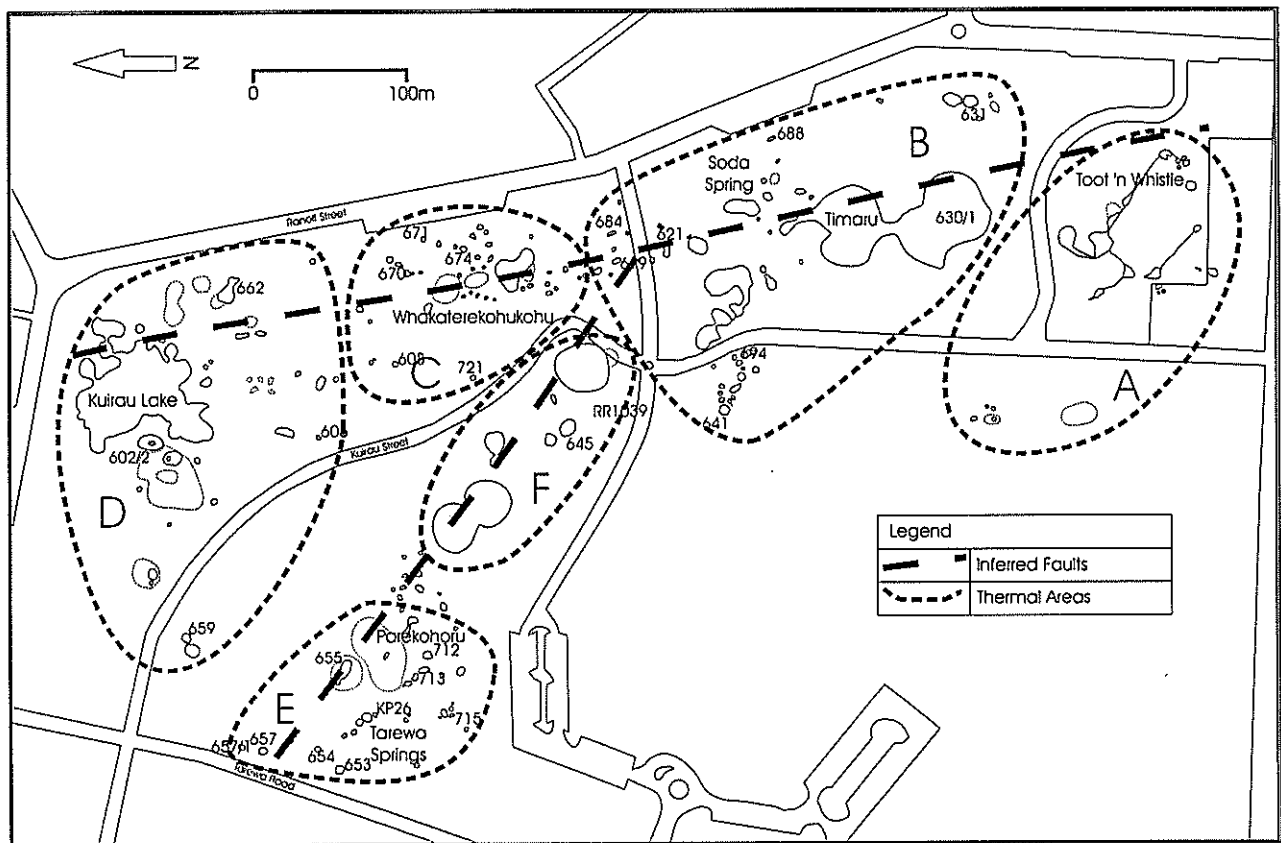 N
0 100m
Ranolf Street
671
670
674
684
621
688
Soda
Spring
B
631
Timaru
630/1
Toot 'n Whistle
A
662
Whakaterekohukohu
608
C
721
Kuirau Lake
602/2
D
Kuirau Street
RR1039
645
F
694
641
659
Parekohoru
655
712
713
KP26
715
E
Tarewa
Springs
657
654
653
Tarewa Road
Legend
Inferred Faults
Thermal Areas